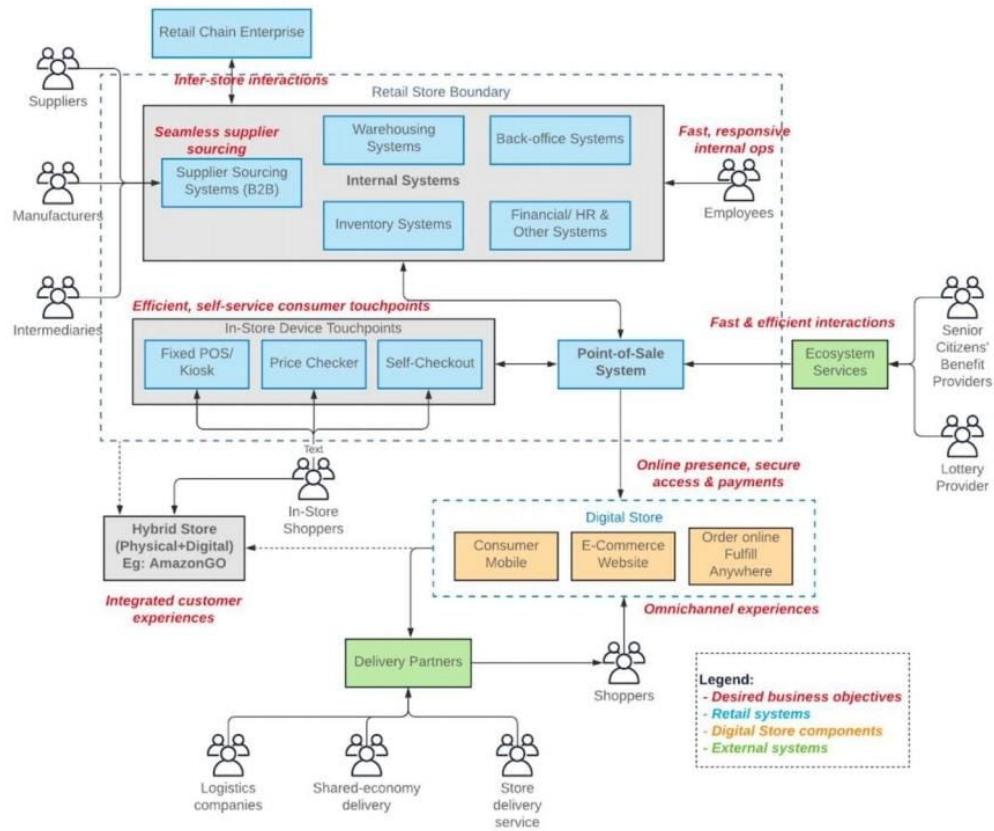 Retail Chain Enterprise
Inter-store interactions
Suppliers
Retail Store Boundary
Seamless supplier
sourcing
Warehousing
Systems
Back-office Systems
Fast, responsive
internal ops
Supplier Sourcing
Systems (B2B)
Internal Systems
Manufacturers
Employees
Inventory Systems
Financial/ HR &
Other Systems
Intermediaries
Efficient, self-service consumer touchpoints
In-Store Device Touchpoints
Fixed POS/
Kiosk
Price Checker
Self-Checkout
Point-of-Sale
System
Fast & efficient interactions
Ecosystem
Services
Senior
Citizens'
Benefit
Providers
Lottery
Provider
Text
In-Store
Shoppers
Online presence, secure
access & payments
Hybrid Store
(Physical+Digital)
Eg: AmazonGO
Integrated customer
experiences
Digital Store
Consumer
Mobile
E-Commerce
Website
Order online
Fulfill
Anywhere
Omnichannel experiences
Delivery Partners
Shoppers
Logistics
companies
Shared-economy
delivery
Store
delivery
service
Legend:
- Desired business objectives
- Retail systems
- Digital Store components
- External systems